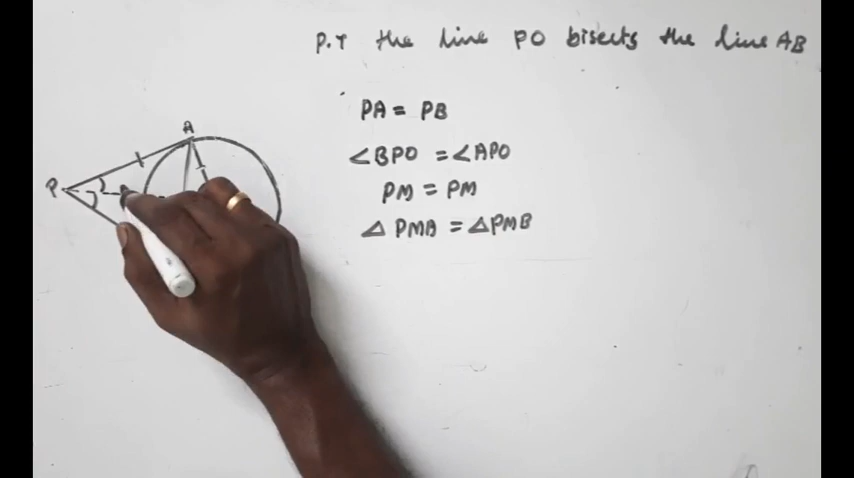 P.T the line PO bisects the line AB
PA = PB
∠BPO = ∠APO
PM = PM
△ PMA = △PMB
A
P